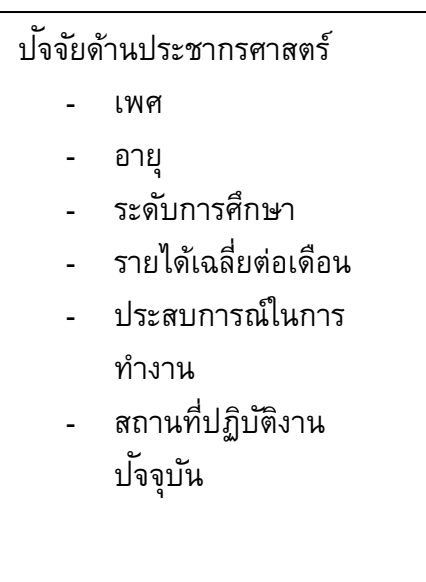 ปัจจัยด้านประชากรศาสตร์
- เพศ
- อายุ
- ระดับการศึกษา
- รายได้เฉลี่ยต่อเดือน
- ประสบการณ์ในการ
ทำงาน
- สถานที่ปฏิบัติงาน
ปัจจุบัน